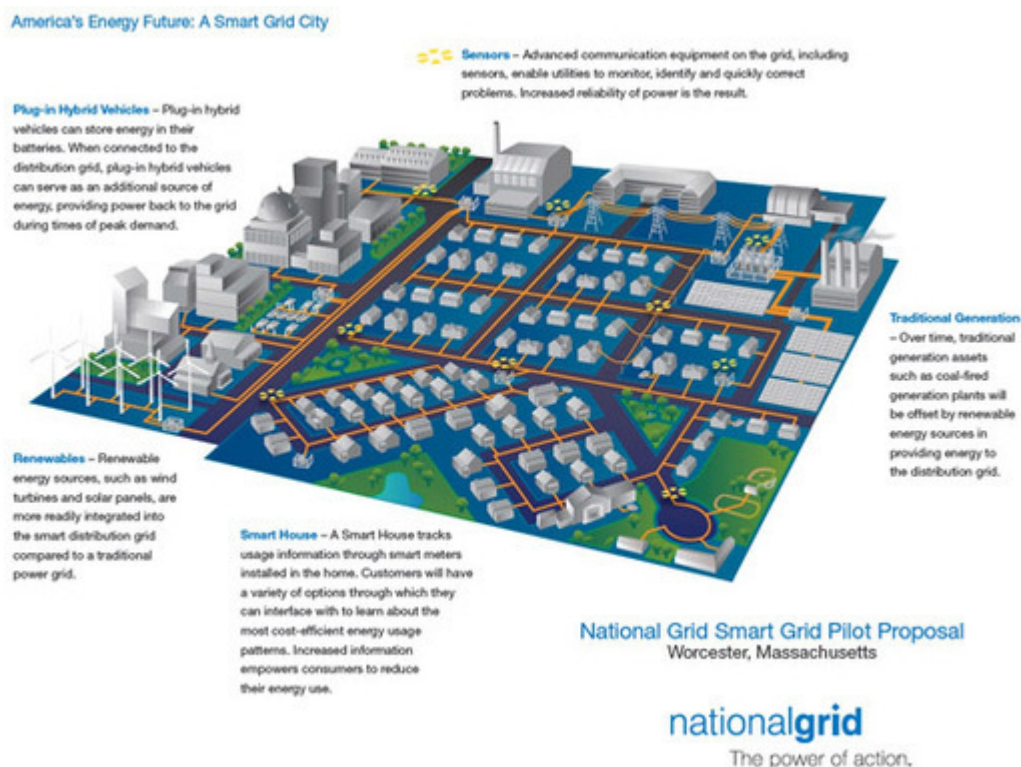 America's Energy Future: A Smart Grid City
Sensors – Advanced communication equipment on the grid, including
sensors, enable utilities to monitor, identify and quickly correct
problems. Increased reliability of power is the result.
Plug-in Hybrid Vehicles – Plug-in hybrid
vehicles can store energy in their
batteries. When connected to the
distribution grid, plug-in hybrid vehicles
can serve as an additional source of
energy, providing power back to the grid
during times of peak demand.
Traditional Generation
– Over time, traditional
generation assets
such as coal-fired
generation plants will
be offset by renewable
energy sources in
providing energy to
the distribution grid.
Renewables – Renewable
energy sources, such as wind
turbines and solar panels, are
more readily integrated into
the smart distribution grid
compared to a traditional
power grid.
Smart House – A Smart House tracks
usage information through smart meters
installed in the home. Customers will have
a variety of options through which they
can interface with to learn about the
most cost-efficient energy usage
patterns. Increased information
empowers consumers to reduce
their energy use.
National Grid Smart Grid Pilot Proposal
Worcester, Massachusetts
nationalgrid
The power of action.